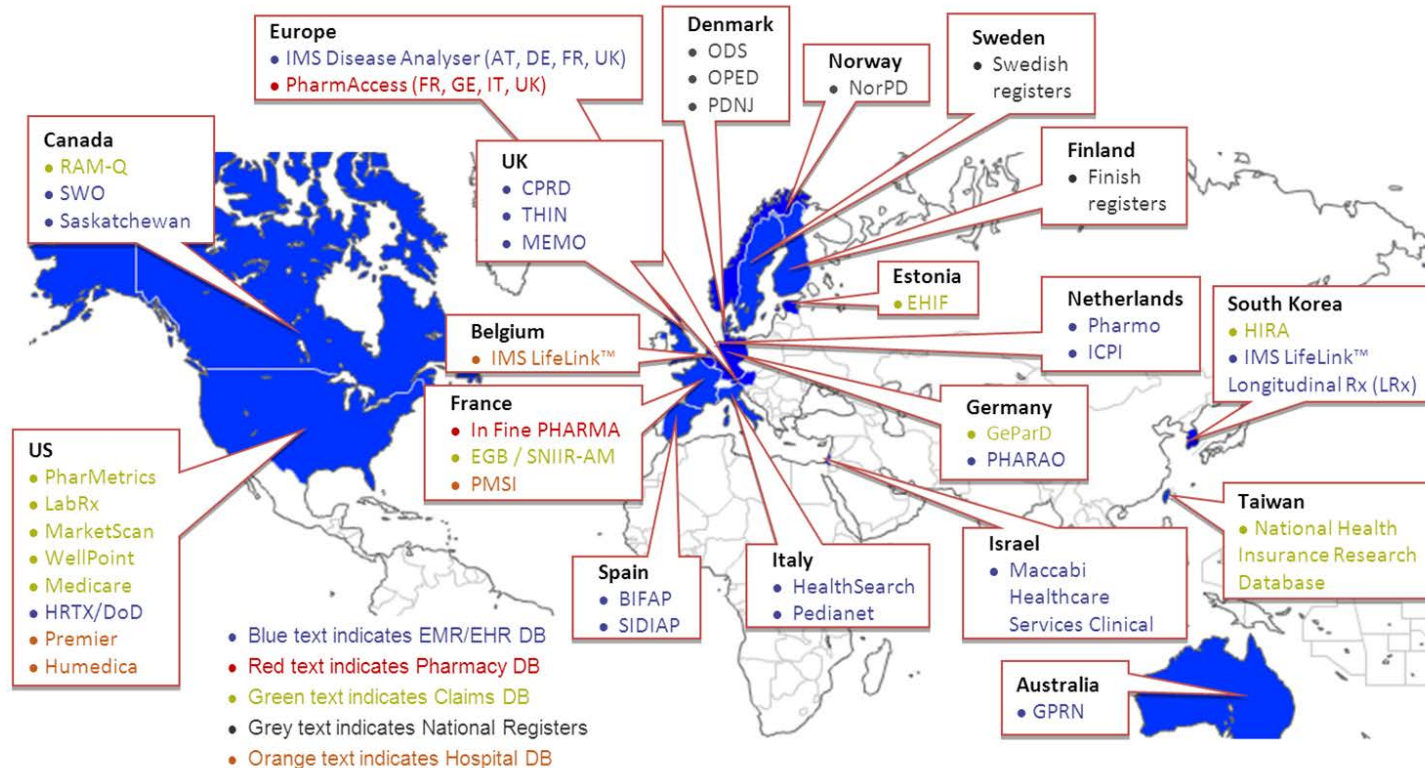 Europe
● IMS Disease Analyser (AT, DE, FR, UK)
● PharmAccess (FR, GE, IT, UK)
Denmark
● ODS
● OPED
● PDNJ
Norway
● NorPD
Sweden
● Swedish
registers
Canada
● RAM-Q
● SWO
● Saskatchewan
UK
● CPRD
● THIN
● MEMO
Finland
● Finish
registers
Estonia
● EHIF
Netherlands
● Pharmo
● ICPI
South Korea
● HIRA
● IMS LifeLink™
Longitudinal Rx (LRx)
Belgium
● IMS LifeLink™
France
● In Fine PHARMA
● EGB / SNIIR-AM
● PMSI
Germany
● GeParD
● PHARAO
US
● PharMetrics
● LabRx
● MarketScan
● WellPoint
● Medicare
● HRTX/DoD
● Premier
● Humedica
Taiwan
● National Health
Insurance Research
Database
Spain
● BIFAP
● SIDIAP
Italy
● HealthSearch
● Pedianet
Israel
● Maccabi
Healthcare
Services Clinical
Australia
● GPRN
● Blue text indicates EMR/EHR DB
● Red text indicates Pharmacy DB
● Green text indicates Claims DB
● Grey text indicates National Registers
● Orange text indicates Hospital DB